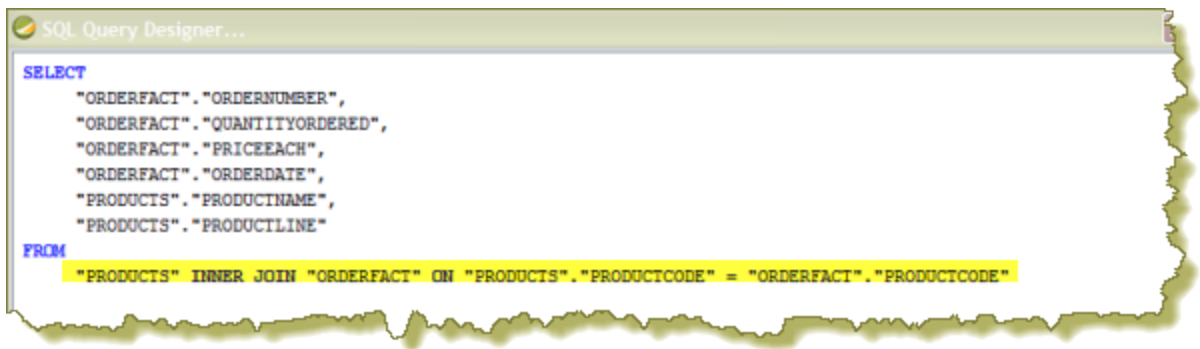 SQL Query Designer...
SELECT
"ORDERFACT"."ORDERNUMBER",
"ORDERFACT"."QUANTITYORDERED",
"ORDERFACT"."PRICEEACH",
"ORDERFACT"."ORDERDATE",
"PRODUCTS"."PRODUCTNAME",
"PRODUCTS"."PRODUCTLINE"
FROM
"PRODUCTS" INNER JOIN "ORDERFACT" ON "PRODUCTS"."PRODUCTCODE" = "ORDERFACT"."PRODUCTCODE"